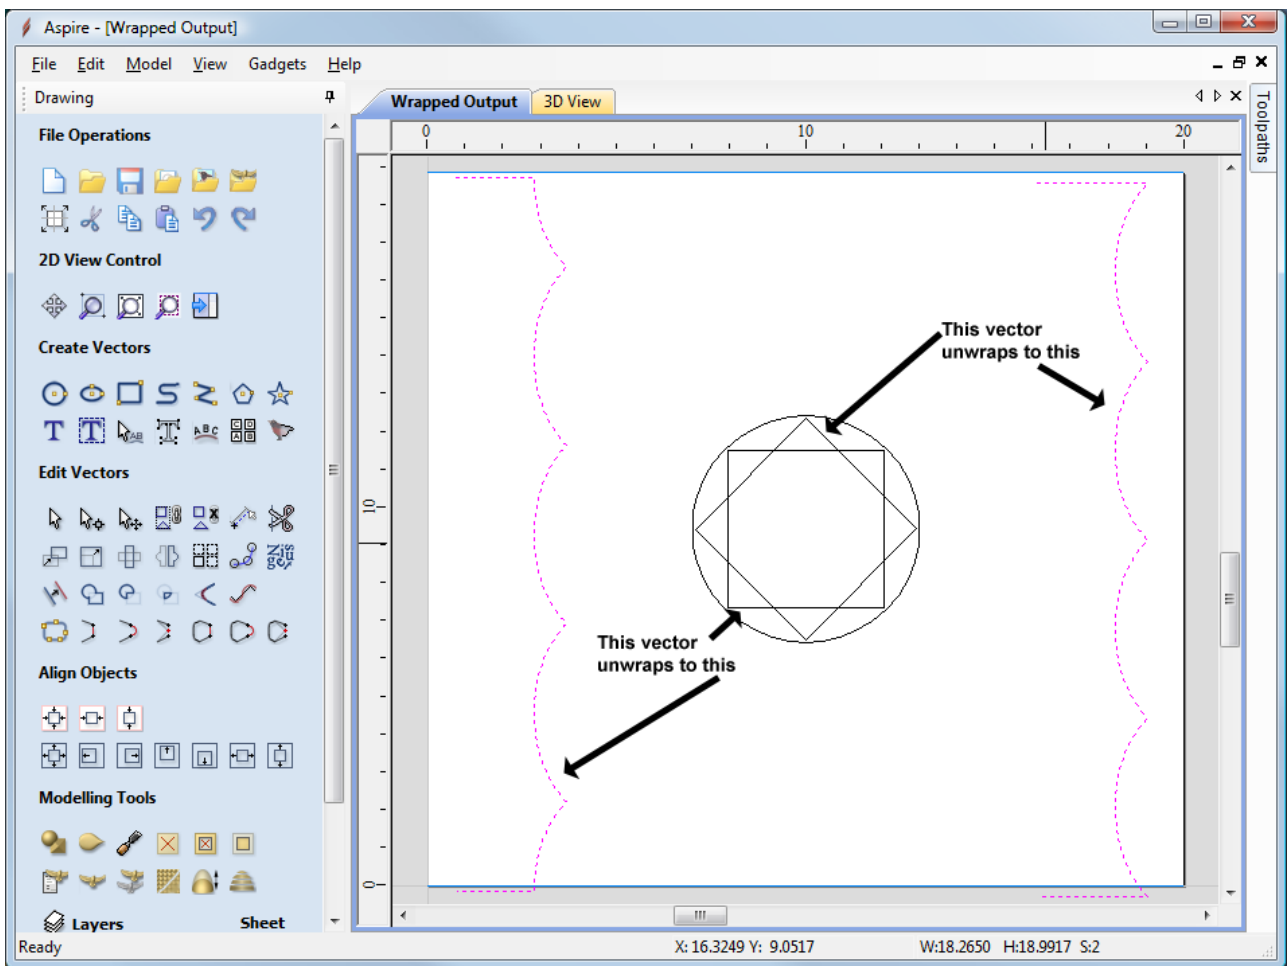 Aspire - [Wrapped Output]
File Edit Model View Gadgets Help
Drawing
Wrapped Output 3D View
Toolpaths
File Operations
0 10 20
2D View Control
Create Vectors
This vector
unwraps to this
Edit Vectors
10
This vector
unwraps to this
Align Objects
Modelling Tools
0
Layers Sheet
Ready X: 16.3249 Y: 9.0517 W:18.2650 H:18.9917 S:2